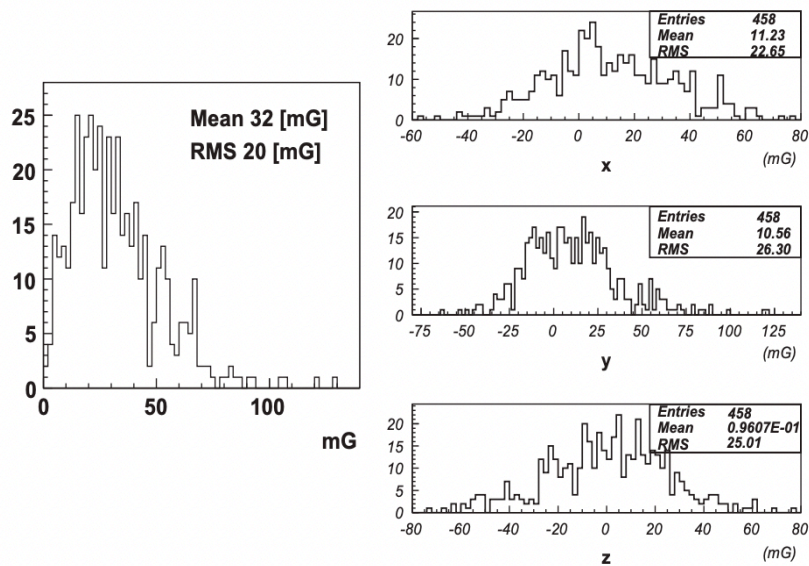 Mean 32 [mG]
RMS 20 [mG]
25
20
15
10
5
0
0 50 100
mG
Entries 458
Mean 11.23
RMS 22.65
20
10
0
-60 -40 -20 0 20 40 60 80
x (mG)
Entries 458
Mean 10.56
RMS 26.30
20
15
10
5
0
-75 -50 -25 0 25 50 75 100 125
y (mG)
Entries 458
Mean 0.9607E-01
RMS 25.01
20
15
10
5
0
-80 -60 -40 -20 0 20 40 60 80
z (mG)